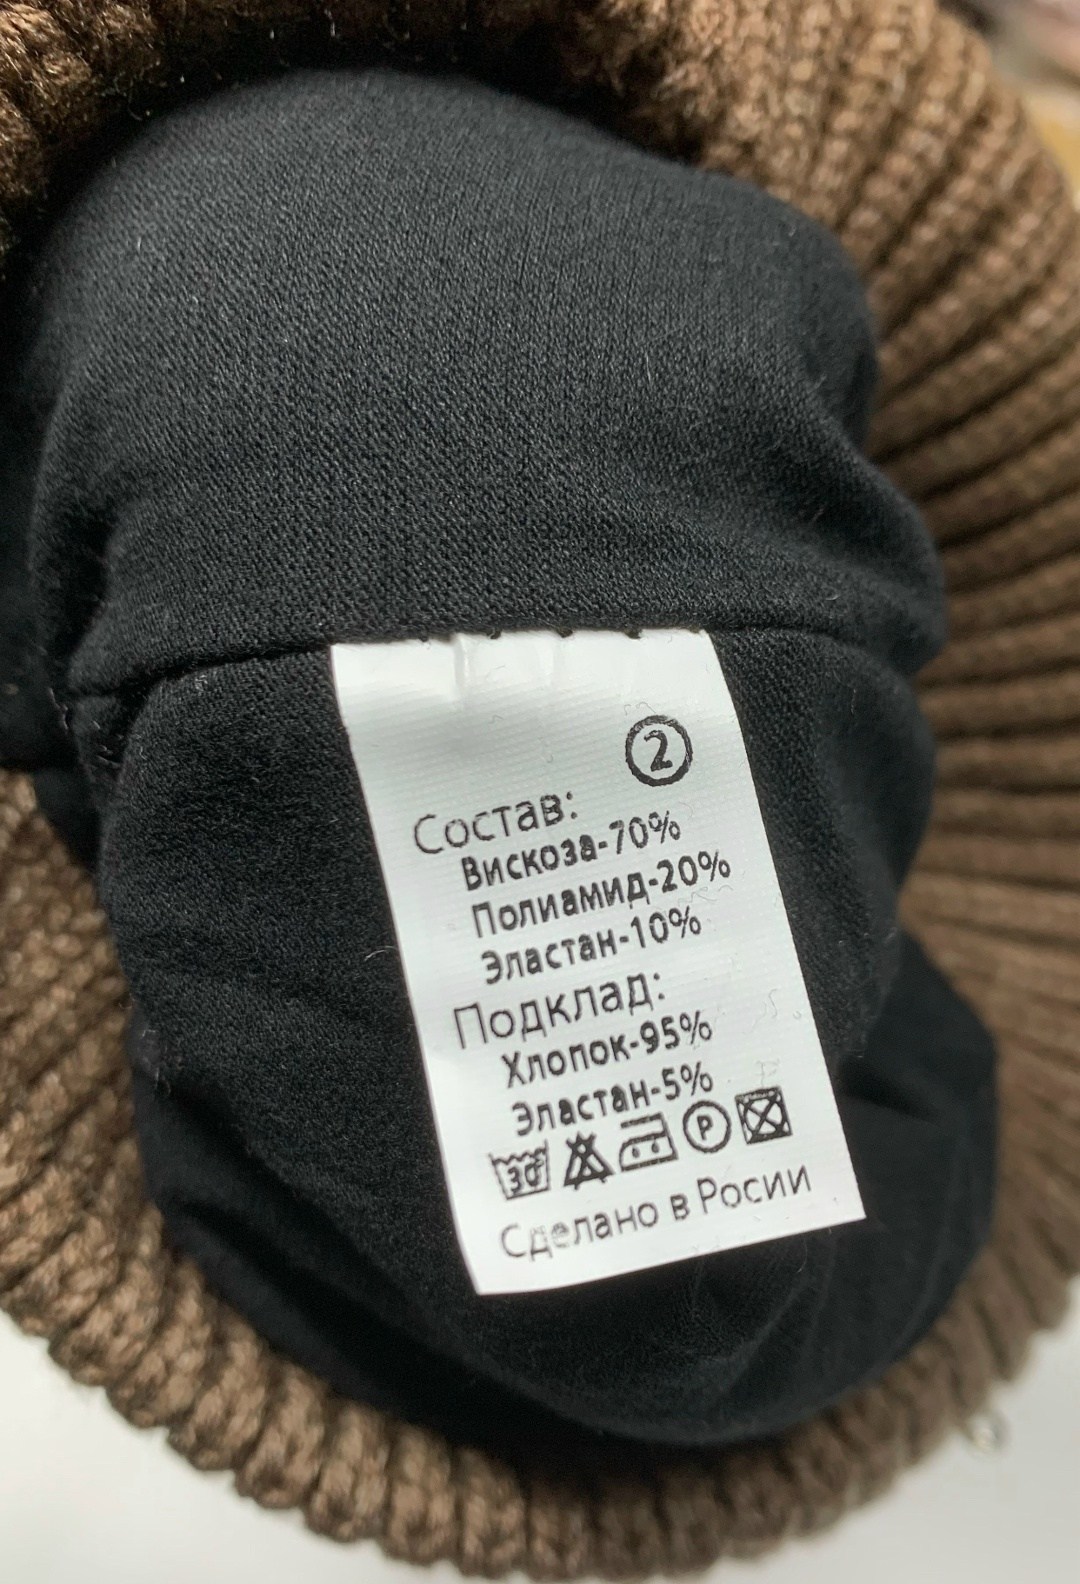 2
Состав:
Вискоза-70%
Полиамид-20%
Эластан-10%
Подклад:
Хлопок-95%
Эластан-5%
30 P
Сделано в Росии